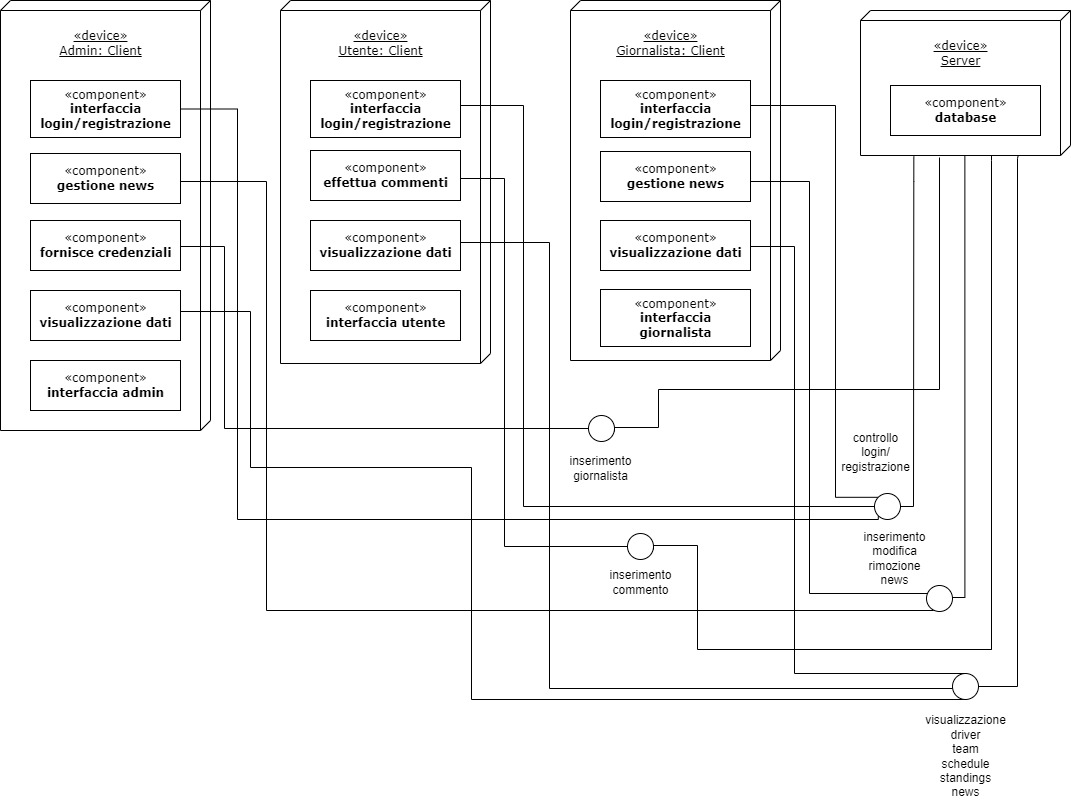 «device»
Admin: Client
«component»
interfaccia
login/registrazione
«component»
gestione news
«component»
fornisce credenziali
«component»
visualizzazione dati
«component»
interfaccia admin
«device»
Utente: Client
«component»
interfaccia
login/registrazione
«component»
effettua commenti
«component»
visualizzazione dati
«component»
interfaccia utente
«device»
Giornalista: Client
«component»
interfaccia
login/registrazione
«component»
gestione news
«component»
visualizzazione dati
«component»
interfaccia
giornalista
«device»
Server
«component»
database
inserimento
giornalista
controllo
login/
registrazione
inserimento
commento
inserimento
modifica
rimozione
news
visualizzazione
driver
team
schedule
standings
news